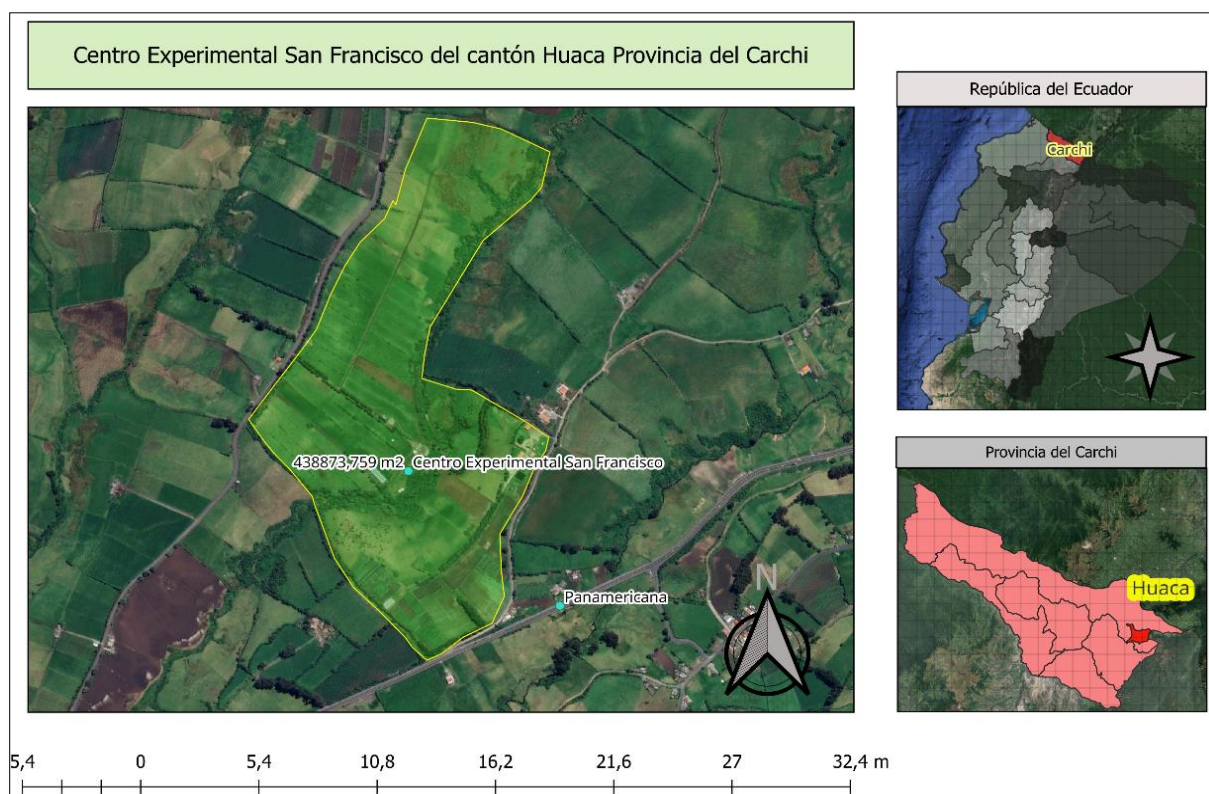 Centro Experimental San Francisco del cantón Huaca Provincia del Carchi
República del Ecuador
Carchi
438873,759 m2 Centro Experimental San Francisco
Panamericana
N
Provincia del Carchi
Huaca
5,4 0 5,4 10,8 16,2 21,6 27 32,4 m